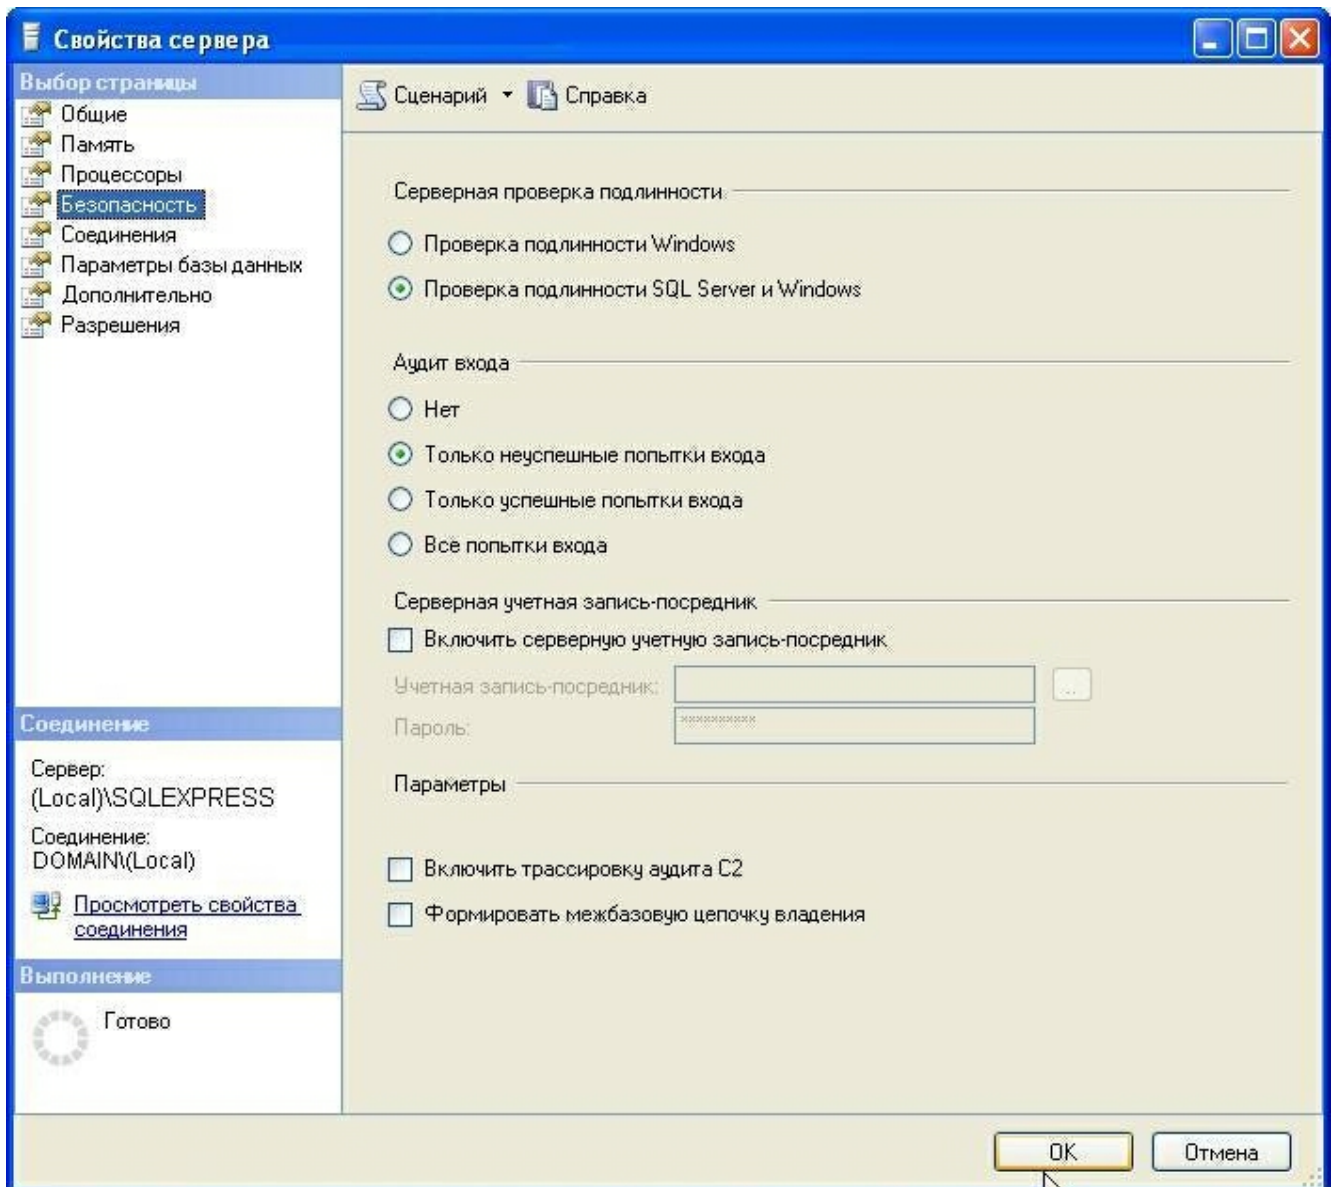 Свойства сервера
Выбор страницы
Общие
Память
Процессоры
Безопасность
Соединения
Параметры базы данных
Дополнительно
Разрешения
Соединение
Сервер:
(Local)\SQLEXPRESS
Соединение:
DOMAIN\(Local)
Просмотреть свойства
соединения
Выполнение
Готово
Сценарий
Справка
Серверная проверка подлинности
Проверка подлинности Windows
Проверка подлинности SQL Server и Windows
Аудит входа
Нет
Только неуспешные попытки входа
Только успешные попытки входа
Все попытки входа
Серверная учетная запись-посредник
Включить серверную учетную запись-посредник
Учетная запись-посредник:
..
Пароль:
**********
Параметры
Включить трассировку аудита C2
Формировать межбазовую цепочку владения
OK
Отмена